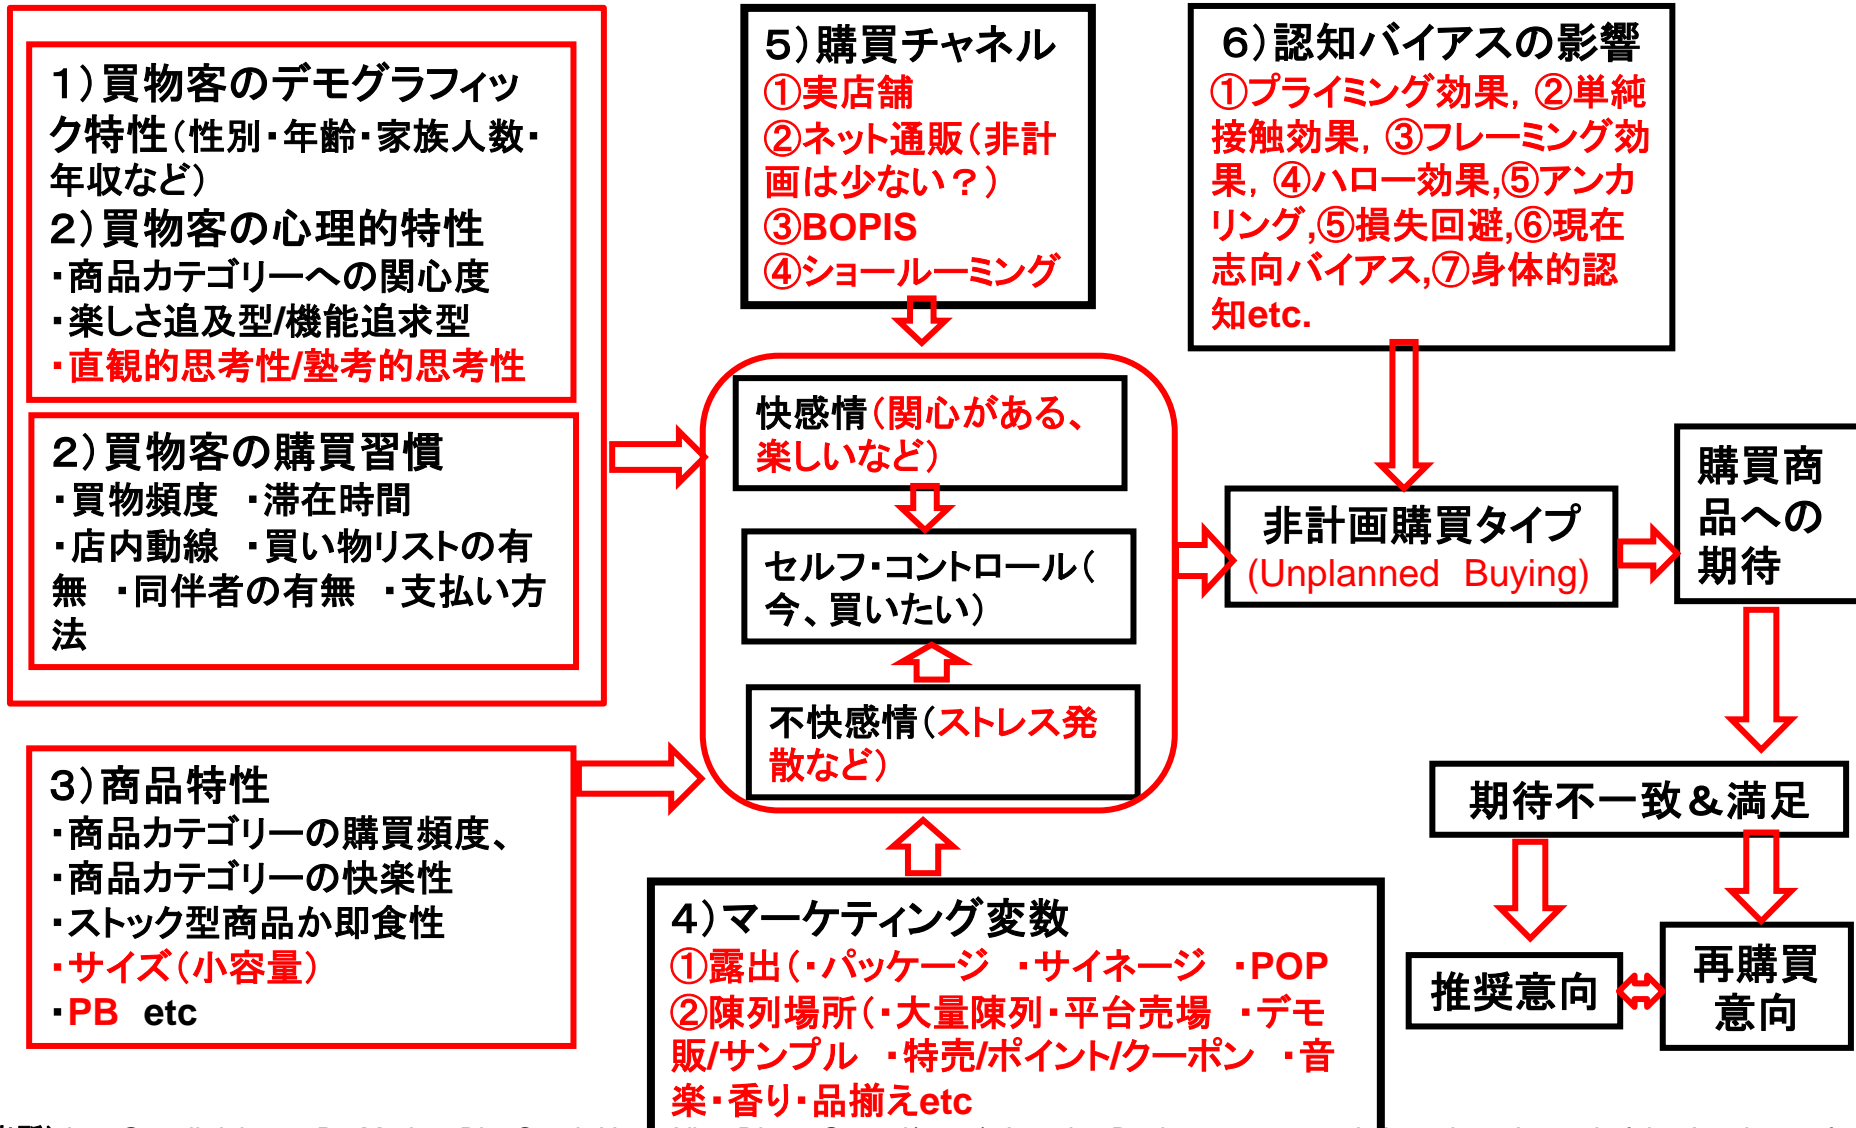 1)買物客のデモグラフィッ
ク特性(性別・年齢・家族人数・
年収など)
2)買物客の心理的特性
・商品カテゴリーへの関心度
・楽しさ追及型/機能追求型
・直観的思考性/塾考的思考性
2)買物客の購買習慣
・買物頻度 ・滞在時間
・店内動線 ・買い物リストの有
無 ・同伴者の有無 ・支払い方
法
3)商品特性
・商品カテゴリーの購買頻度、
・商品カテゴリーの快楽性
・ストック型商品か即食性
・サイズ(小容量)
・PB etc
5)購買チャネル
①実店舗
②ネット通販(非計
画は少ない？)
③BOPIS
④ショールーミング
快感情(関心がある、
楽しいなど)
セルフ・コントロール(
今、買いたい)
不快感情(ストレス発
散など)
4)マーケティング変数
①露出(・パッケージ ・サイネージ ・POP
②陳列場所(・大量陳列・平台売場 ・デモ
販/サンプル ・特売/ポイント/クーポン ・音
楽・香り・品揃えetc
6)認知バイアスの影響
①プライミング効果, ②単純
接触効果, ③フレーミング効
果, ④ハロー効果,⑤アンカ
リング,⑤損失回避,⑥現在
志向バイアス,⑦身体的認
知etc.
非計画購買タイプ
(Unplanned Buying)
購買商
品への
期待
期待不一致＆満足
推奨意向
再購買
意向